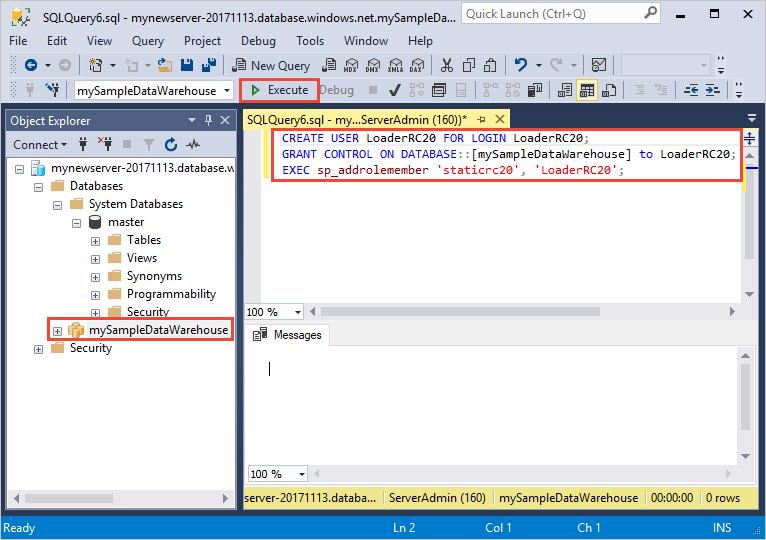 SQLQuery6.sql - mynewserver-20171113.database.windows.net.mySampleDa...
Quick Launch (Ctrl+Q)
File Edit View Query Project Debug Tools Window Help
New Query MDX DMX XMLA DAX
mySampleDataWarehouse Execute Debug
Object Explorer
Connect
mynewserver-20171113.database.w
Databases
System Databases
master
Tables
Views
Synonyms
Programmability
Security
mySampleDataWarehouse
Security
SQLQuery6.sql - my...ServerAdmin (160))*
CREATE USER LoaderRC20 FOR LOGIN LoaderRC20;
GRANT CONTROL ON DATABASE::[mySampleDataWarehouse] to LoaderRC20;
EXEC sp_addrolemember 'staticrc20', 'LoaderRC20';
100 %
Messages
100 %
server-20171113.databa... ServerAdmin (160) mySampleDataWarehouse 00:00:00 0 rows
Ready Ln 2 Col 1 Ch 1 INS